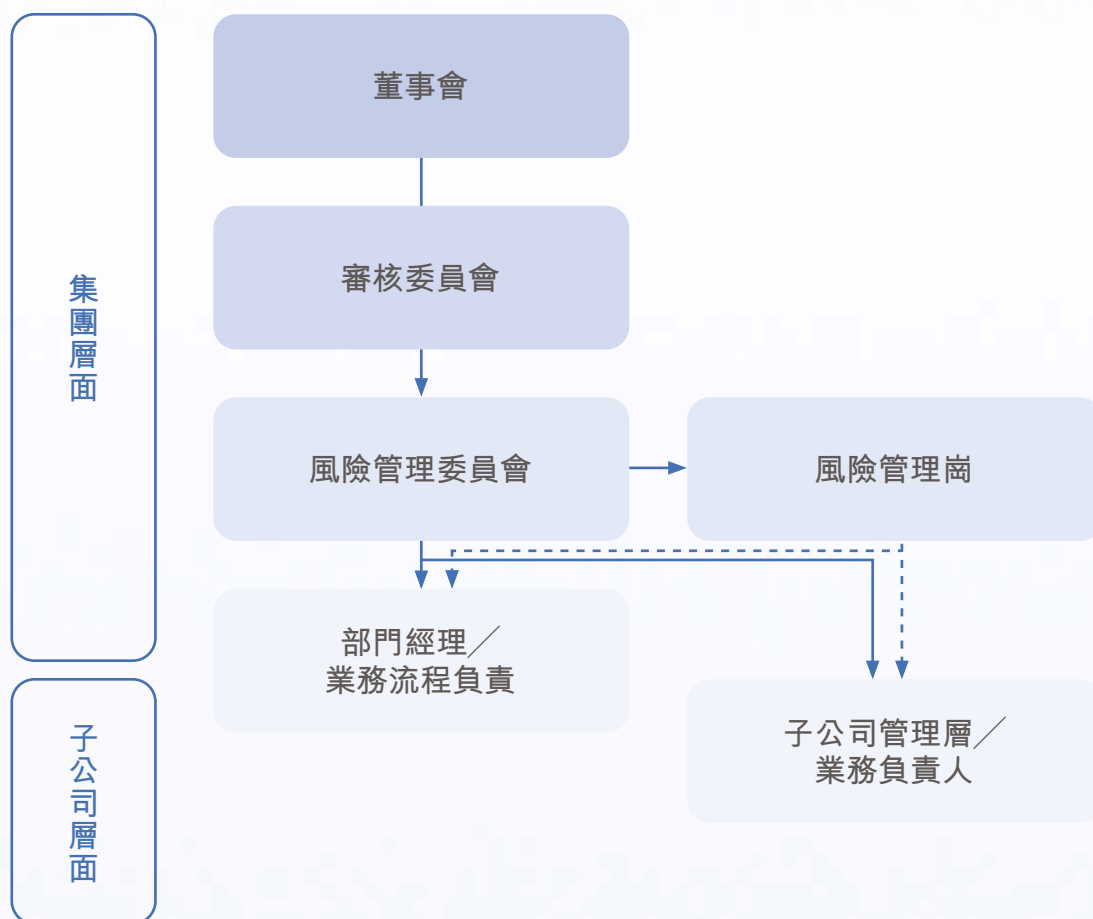 集團層面
董事會
審核委員會
風險管理委員會
風險管理崗
部門經理／
業務流程負責
子公司層面
子公司管理層／
業務負責人